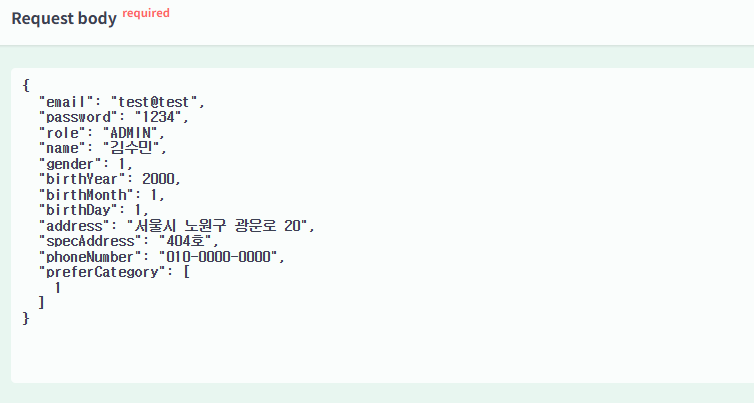 Request body required
{
  "email": "test@test",
  "password": "1234",
  "role": "ADMIN",
  "name": "김수민",
  "gender": 1,
  "birthYear": 2000,
  "birthMonth": 1,
  "birthDay": 1,
  "address": "서울시 노원구 광운로 20",
  "specAddress": "404호",
  "phoneNumber": "010-0000-0000",
  "preferCategory": [
    1
  ]
}